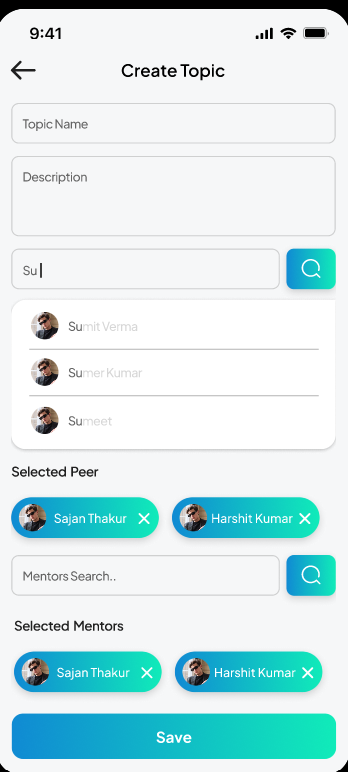 9:41
Create Topic
Topic Name
Description
Su
Sumit Verma
Sumer Kumar
Sumeet
Selected Peer
Sajan Thakur Harshit Kumar
Mentors Search..
Selected Mentors
Sajan Thakur Harshit Kumar
Save